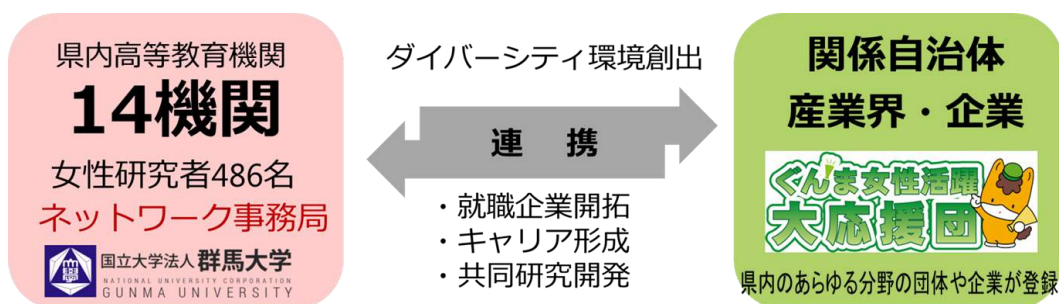 県内高等教育機関
14機関
女性研究者486名
ネットワーク事務局
国立大学法人 群馬大学
NATIONAL UNIVERSITY CORPORATION
GUNMA UNIVERSITY
ダイバーシティ環境創出
連 携
・就職企業開拓
・キャリア形成
・共同研究開発
関係自治体
産業界・企業
ぐんま女性活躍
大応援団
県内のあらゆる分野の団体や企業が登録